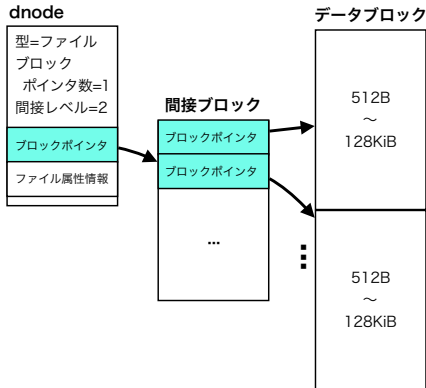 dnode
型=ファイル
ブロック
ポインタ数=1
間接レベル=2
ブロックポインタ
ファイル属性情報
間接ブロック
ブロックポインタ
ブロックポインタ
...
データブロック
512B
〜
128KiB
⋮
512B
〜
128KiB